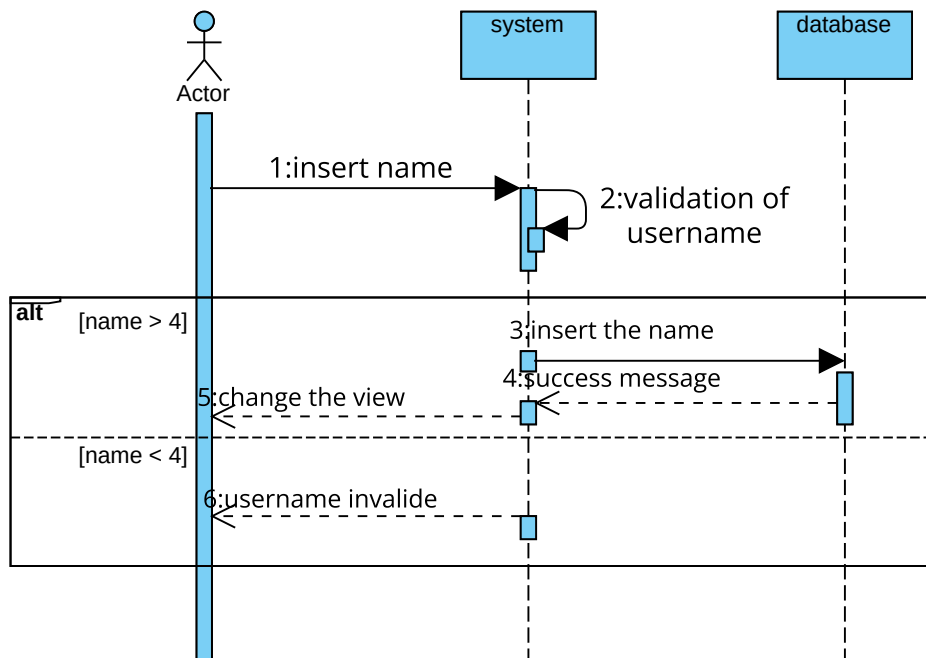 system
database
Actor
1:insert name
2:validation of
username
alt
[name > 4]
3:insert the name
4:success message
5:change the view
[name < 4]
6:username invalide